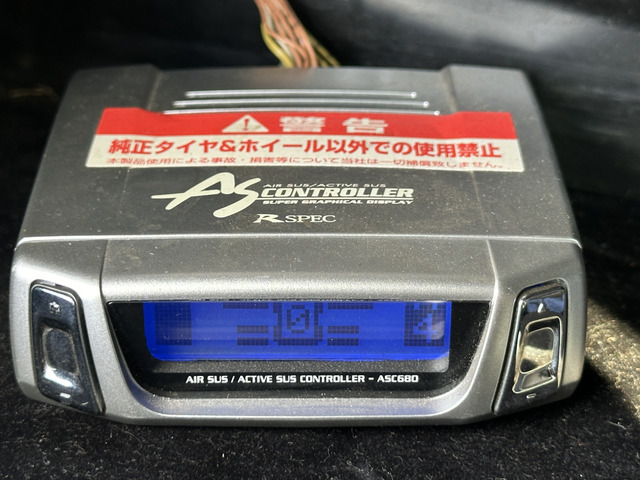 警告
純正タイヤ&ホイール以外での使用禁止
本製品使用による事故・損害等について当社は一切補償致しません。
AIR SUS/ACTIVE SUS
AS CONTROLLER
SUPER GRAPHICAL DISPLAY
R SPEC
0
AIR SUS / ACTIVE SUS CONTROLLER - ASC680